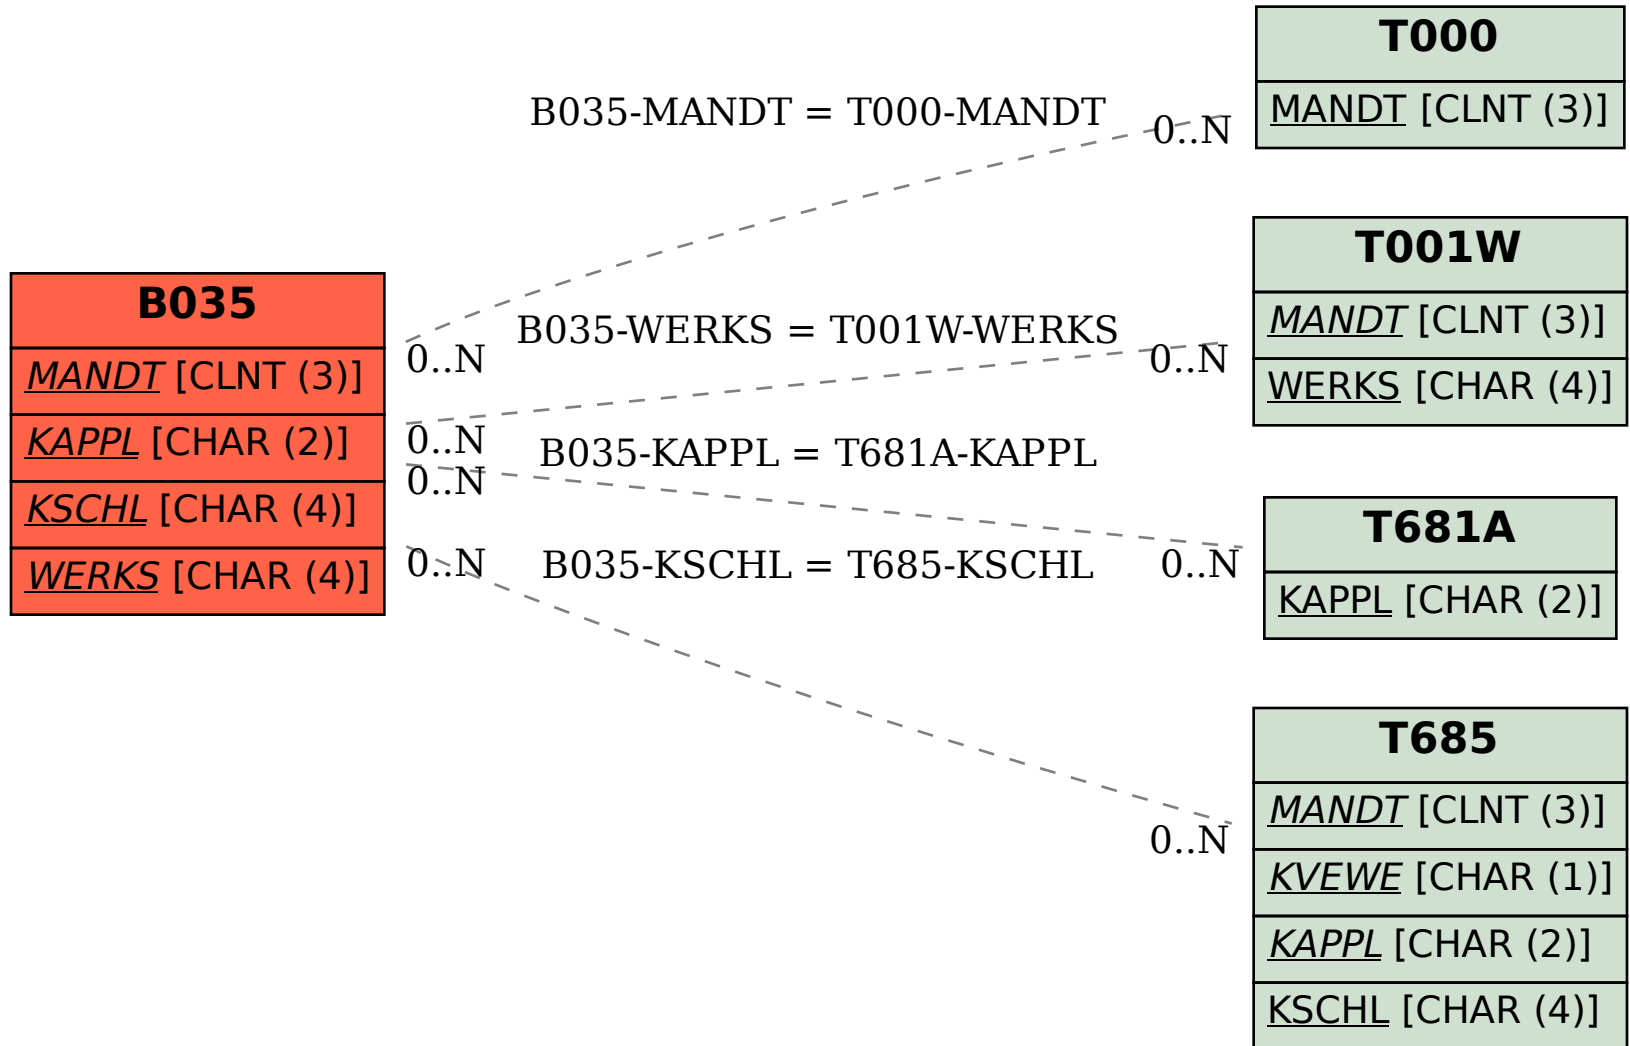 B035
MANDT [CLNT (3)]
KAPPL [CHAR (2)]
KSCHL [CHAR (4)]
WERKS [CHAR (4)]
B035-MANDT = T000-MANDT
0..N
0..N
B035-WERKS = T001W-WERKS
0..N
0..N
B035-KAPPL = T681A-KAPPL
0..N
0..N
B035-KSCHL = T685-KSCHL
0..N
0..N
T000
MANDT [CLNT (3)]
T001W
MANDT [CLNT (3)]
WERKS [CHAR (4)]
T681A
KAPPL [CHAR (2)]
T685
MANDT [CLNT (3)]
KVEWE [CHAR (1)]
KAPPL [CHAR (2)]
KSCHL [CHAR (4)]